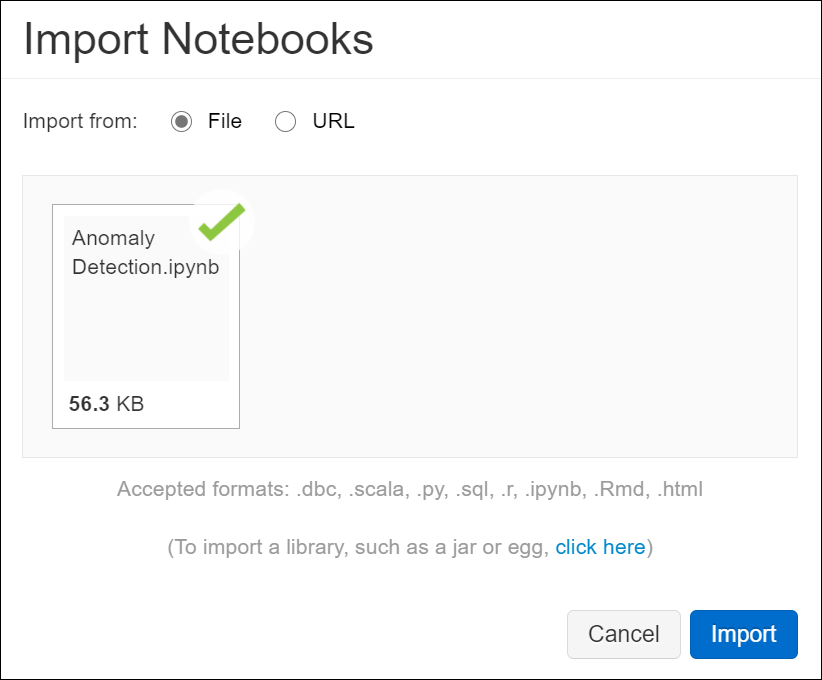 Import Notebooks
Import from: File URL
Anomaly
Detection.ipynb
56.3 KB
Accepted formats: .dbc, .scala, .py, .sql, .r, .ipynb, .Rmd, .html
(To import a library, such as a jar or egg, click here)
Cancel Import